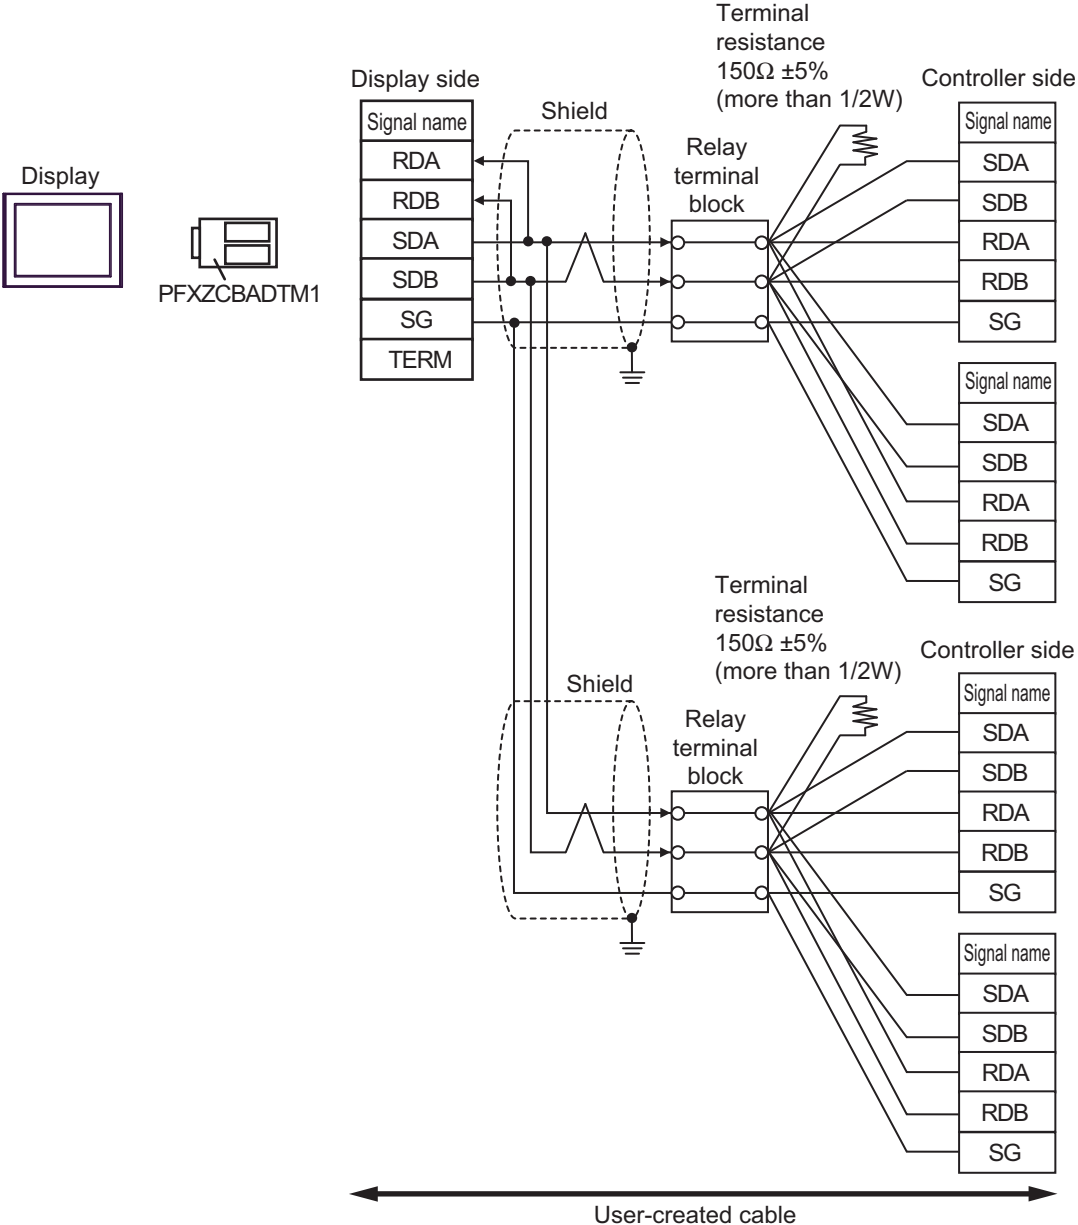 Terminal
resistance
150Ω ±5%
(more than 1/2W)
Display side
Controller side
Shield
Signal name
RDA
RDB
SDA
SDB
SG
TERM
Display
PFXZCBADTM1
Relay
terminal
block
Signal name
SDA
SDB
RDA
RDB
SG
Signal name
SDA
SDB
RDA
RDB
SG
Terminal
resistance
150Ω ±5%
(more than 1/2W)
Controller side
Shield
Relay
terminal
block
Signal name
SDA
SDB
RDA
RDB
SG
Signal name
SDA
SDB
RDA
RDB
SG
User-created cable